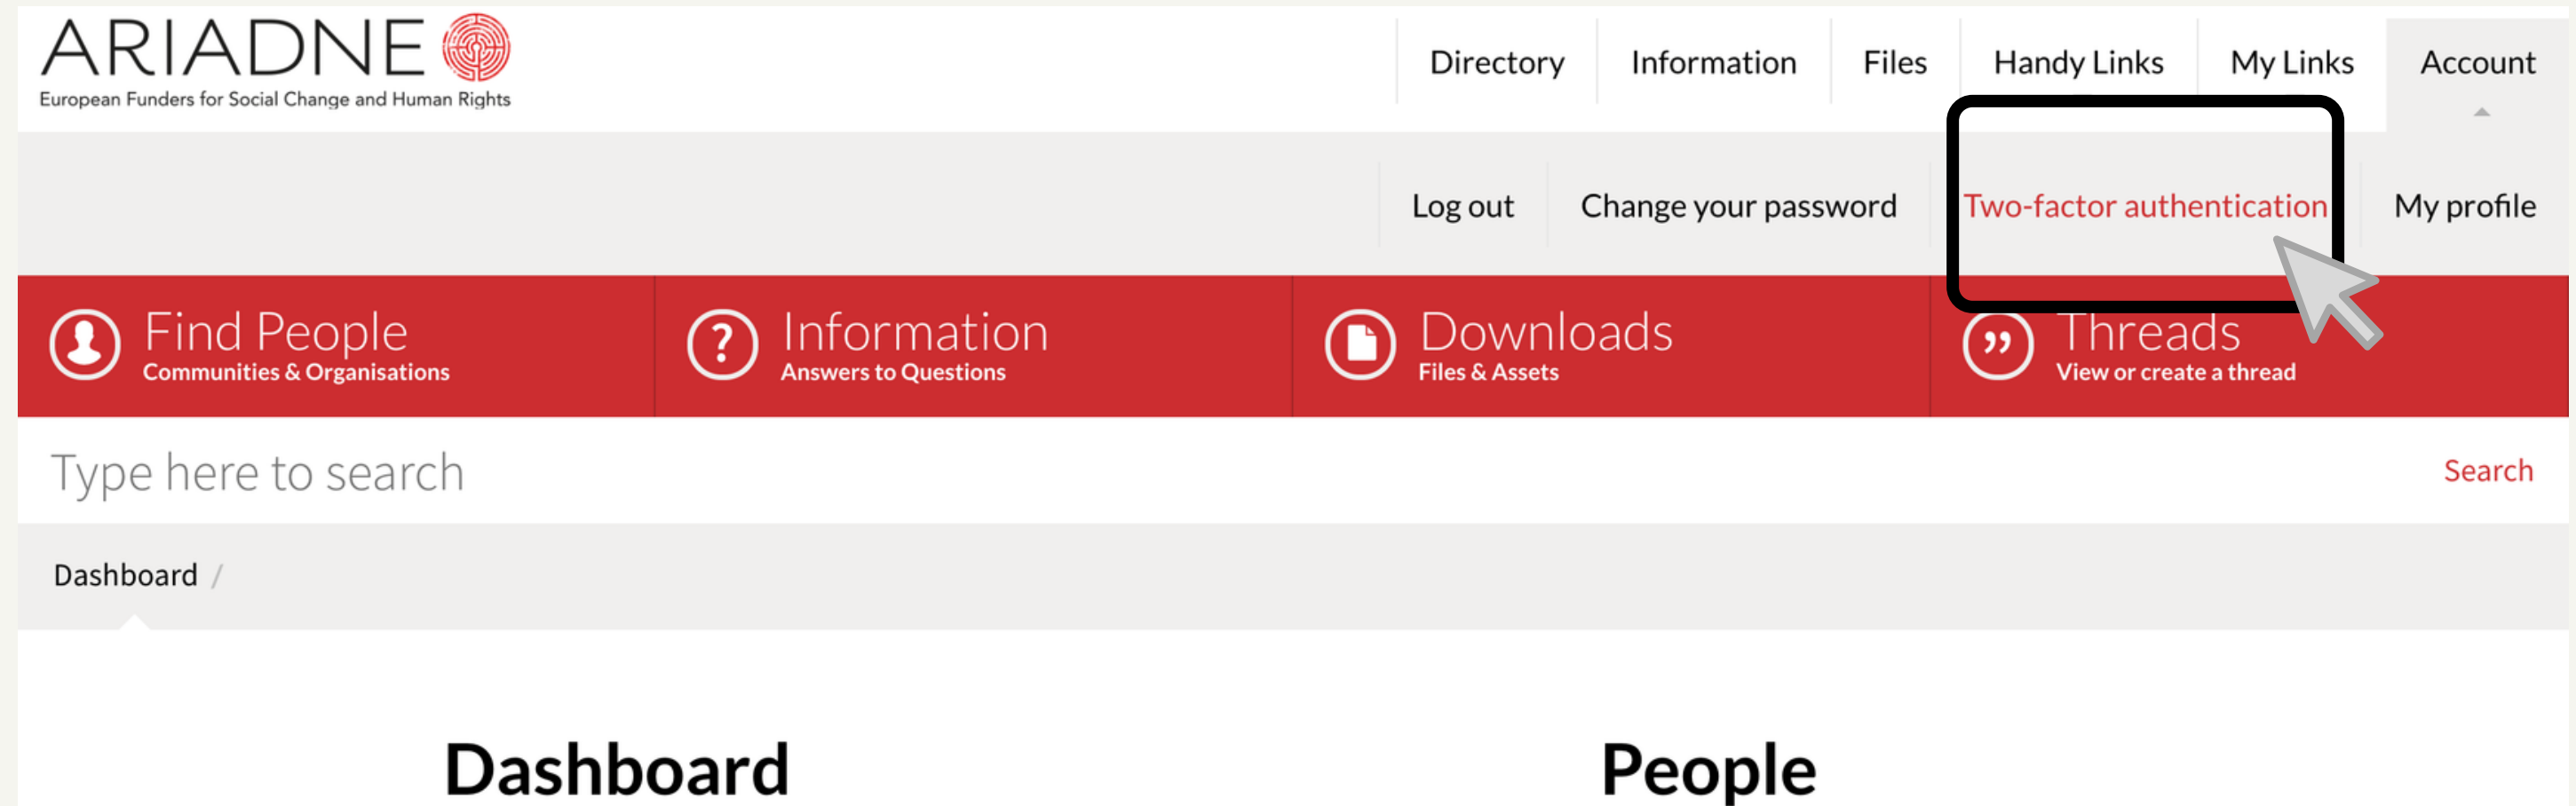 ARIADNE
European Funders for Social Change and Human Rights
Directory Information Files Handy Links My Links Account
Log out Change your password Two-factor authentication My profile
Find People
Communities & Organisations
? Information
Answers to Questions
Downloads
Files & Assets
” Threads
View or create a thread
Type here to search Search
Dashboard /
Dashboard People